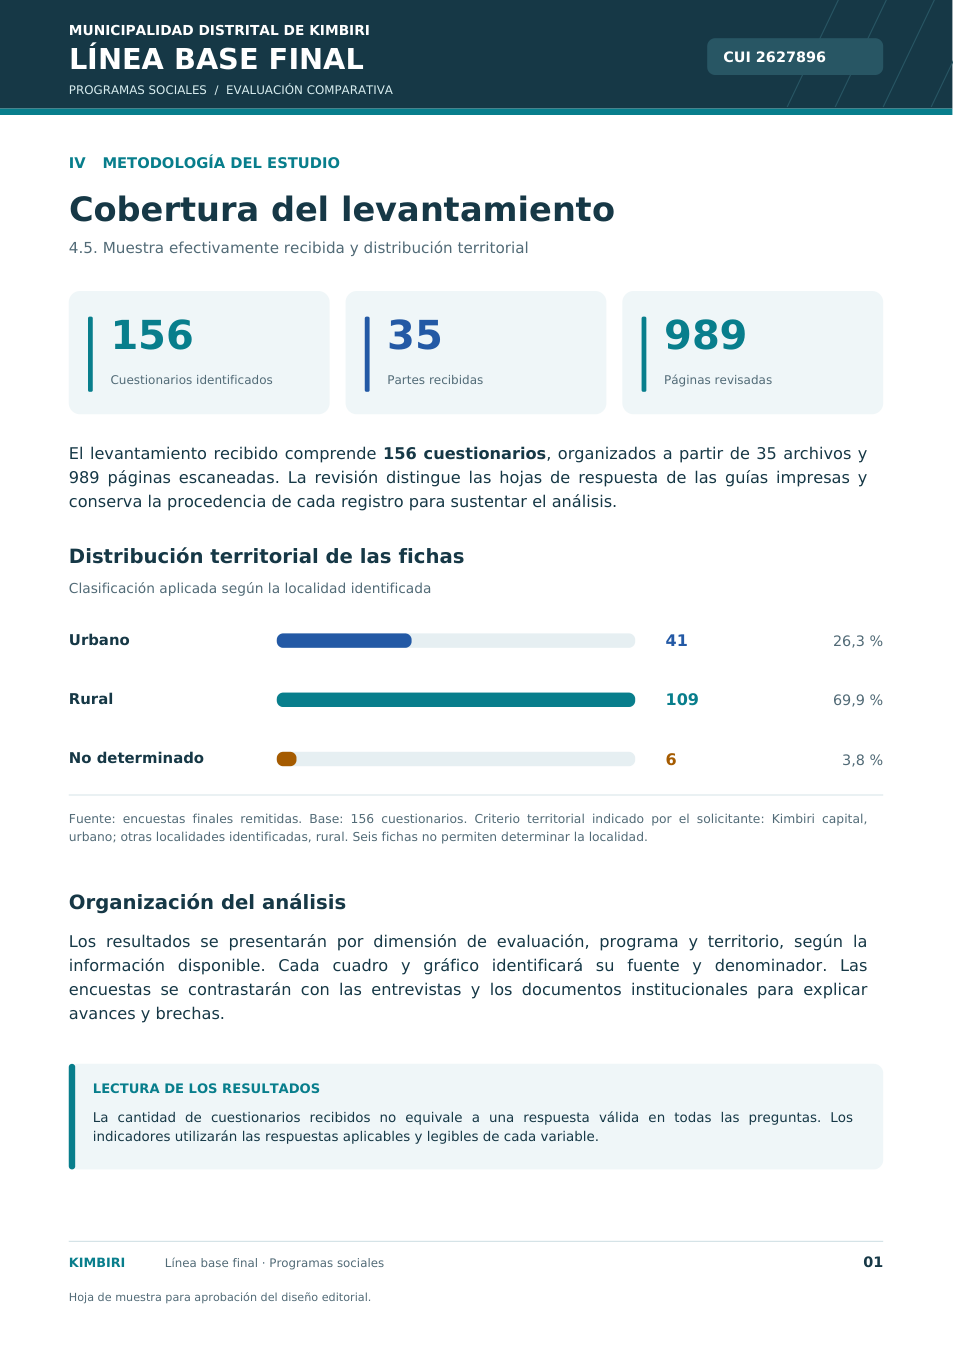 MUNICIPALIDAD DISTRITAL DE KIMBIRI
LÍNEA BASE FINAL
PROGRAMAS SOCIALES / EVALUACIÓN COMPARATIVA
CUI 2627896
IV METODOLOGÍA DEL ESTUDIO
Cobertura del levantamiento
4.5. Muestra efectivamente recibida y distribución territorial
156
Cuestionarios identificados
35
Partes recibidas
989
Páginas revisadas
El levantamiento recibido comprende 156 cuestionarios, organizados a partir de 35 archivos y
989 páginas escaneadas. La revisión distingue las hojas de respuesta de las guías impresas y
conserva la procedencia de cada registro para sustentar el análisis.
Distribución territorial de las fichas
Clasificación aplicada según la localidad identificada
Urbano 41 26,3 %
Rural 109 69,9 %
No determinado 6 3,8 %
Fuente: encuestas finales remitidas. Base: 156 cuestionarios. Criterio territorial indicado por el solicitante: Kimbiri capital,
urbano; otras localidades identificadas, rural. Seis fichas no permiten determinar la localidad.
Organización del análisis
Los resultados se presentarán por dimensión de evaluación, programa y territorio, según la
información disponible. Cada cuadro y gráfico identificará su fuente y denominador. Las
encuestas se contrastarán con las entrevistas y los documentos institucionales para explicar
avances y brechas.
LECTURA DE LOS RESULTADOS
La cantidad de cuestionarios recibidos no equivale a una respuesta válida en todas las preguntas. Los
indicadores utilizarán las respuestas aplicables y legibles de cada variable.
KIMBIRI Línea base final · Programas sociales 01
Hoja de muestra para aprobación del diseño editorial.